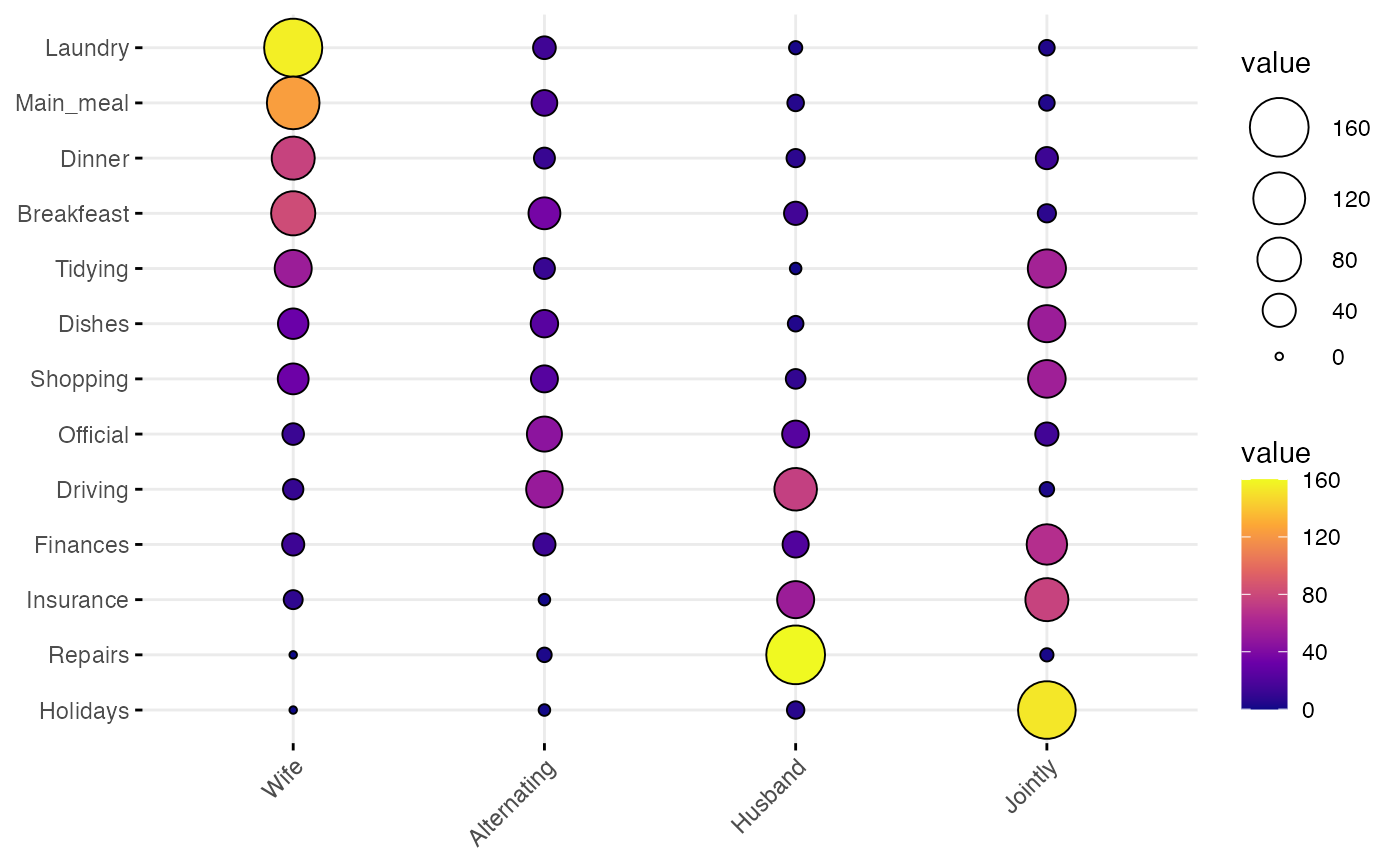 Laundry
Main_meal
Dinner
Breakfeast
Tidying
Dishes
Shopping
Official
Driving
Finances
Insurance
Repairs
Holidays
Wife
Alternating
Husband
Jointly
value
160
120
80
40
0
value
160
120
80
40
0